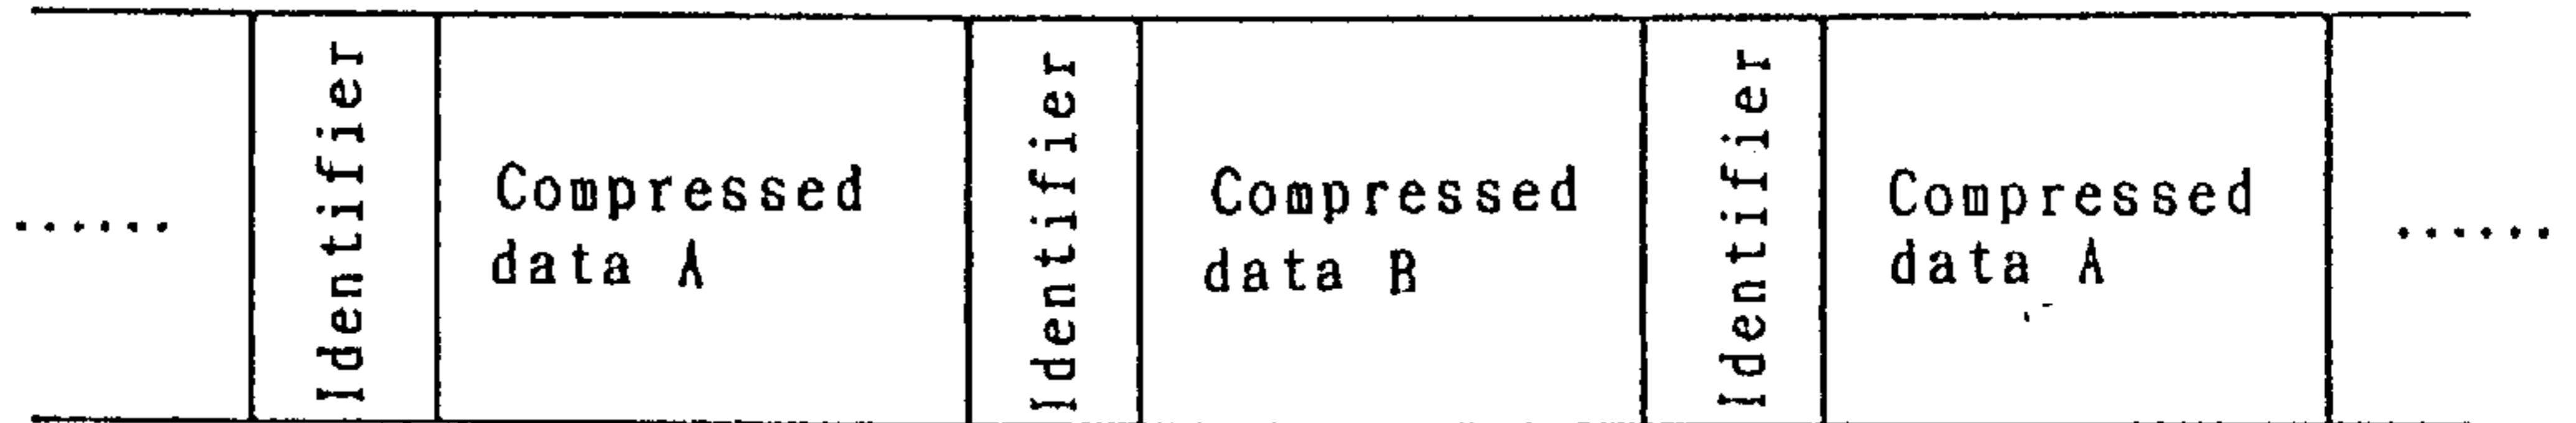 ......
Identifier
Compressed
data A
Identifier
Compressed
data B
Identifier
Compressed
data A
......